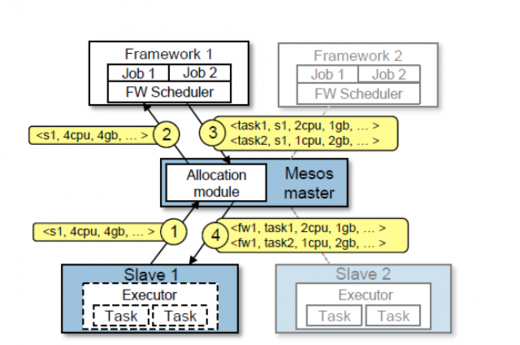 Framework 1
Job 1
Job 2
FW Scheduler
Framework 2
Job 1
Job 2
FW Scheduler
<s1, 4cpu, 4gb, ... >
2
3
<task1, s1, 2cpu, 1gb, ... >
<task2, s1, 1cpu, 2gb, ... >
Allocation
module
Mesos
master
<s1, 4cpu, 4gb, ... >
1
4
<fw1, task1, 2cpu, 1gb, ... >
<fw1, task2, 1cpu, 2gb, ... >
Slave 1
Executor
Task
Task
Slave 2
Executor
Task
Task